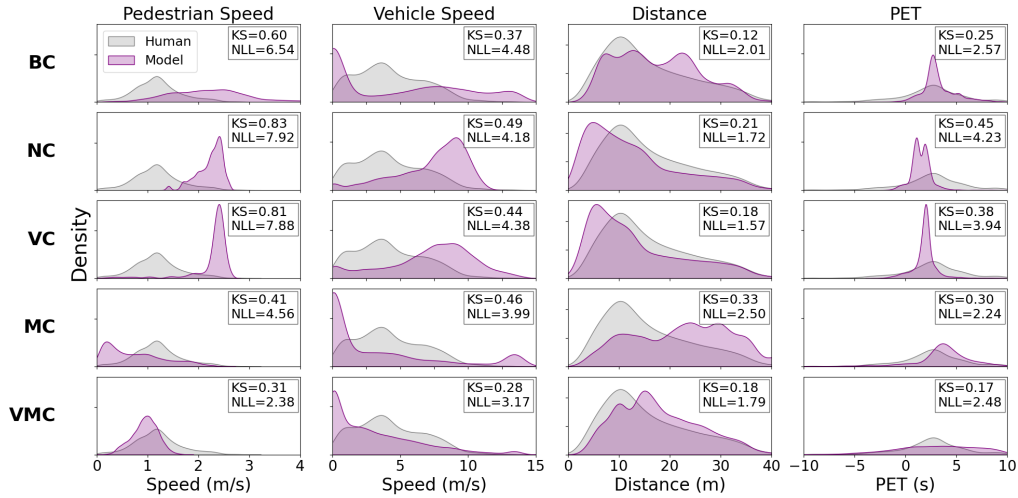 Pedestrian Speed
Vehicle Speed
Distance
PET
BC
Human
Model
KS=0.60
NLL=6.54
KS=0.37
NLL=4.48
KS=0.12
NLL=2.01
KS=0.25
NLL=2.57
NC
KS=0.83
NLL=7.92
KS=0.49
NLL=4.18
KS=0.21
NLL=1.72
KS=0.45
NLL=4.23
Density
VC
KS=0.81
NLL=7.88
KS=0.44
NLL=4.38
KS=0.18
NLL=1.57
KS=0.38
NLL=3.94
MC
KS=0.41
NLL=4.56
KS=0.46
NLL=3.99
KS=0.33
NLL=2.50
KS=0.30
NLL=2.24
VMC
KS=0.31
NLL=2.38
KS=0.28
NLL=3.17
KS=0.18
NLL=1.79
KS=0.17
NLL=2.48
0 1 2 3 4
0 5 10 15
0 10 20 30 40
−10 −5 0 5 10
Speed (m/s)
Speed (m/s)
Distance (m)
PET (s)